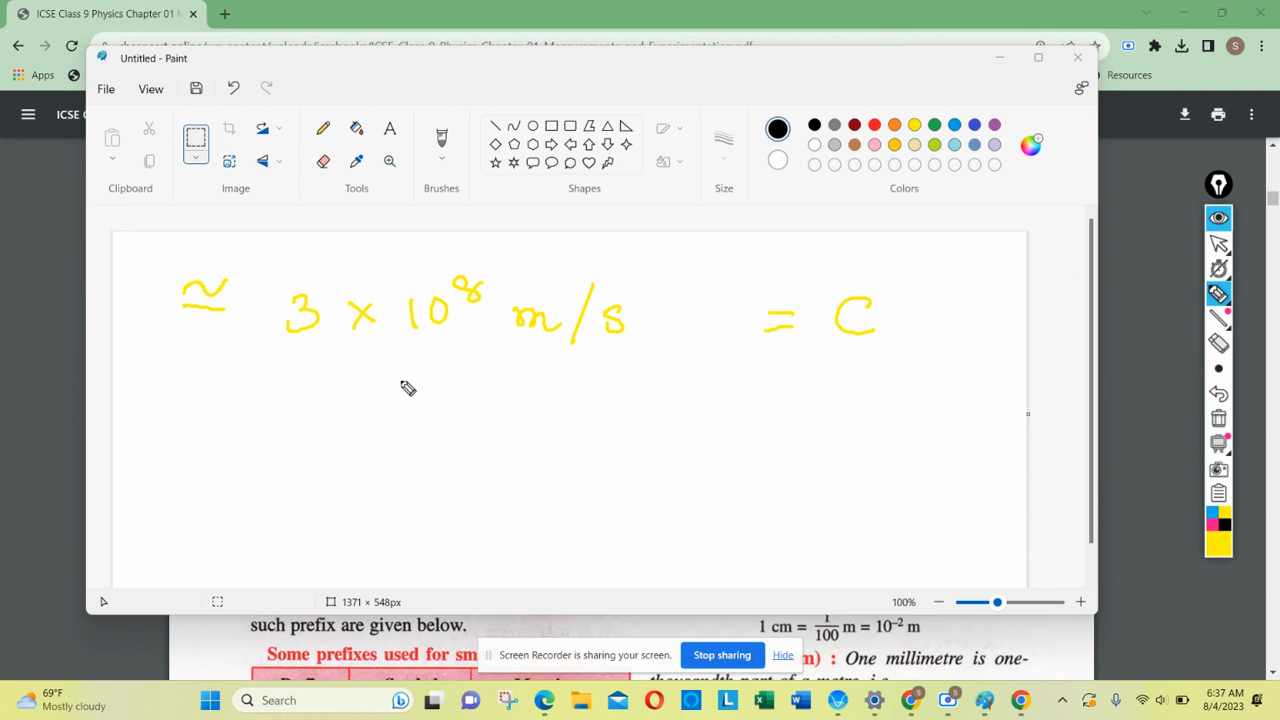 ICSE Class 9 Physics Chapter 01
Apps
Resources
ICSE
Untitled - Paint
File View
Clipboard Image Tools Brushes Shapes Size Colors
≅ 3 × 10⁸ m/s = C
1371 × 548px 100%
such prefix are given below.
1 cm = 1/100 m = 10⁻² m
Some prefixes used for sm
m) : One millimetre is one-
Screen Recorder is sharing your screen. Stop sharing Hide
69°F
Mostly cloudy
Search
6:37 AM
8/4/2023